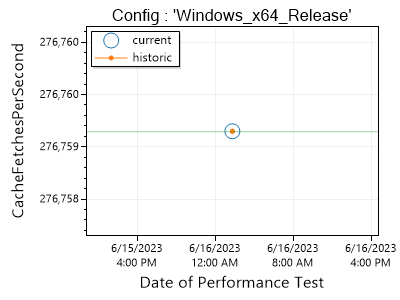 Config : 'Windows_x64_Release'
current
historic
276,760
276,760
276,759
276,758
CacheFetchesPerSecond
6/15/2023 6/16/2023 6/16/2023 6/16/2023
4:00 PM 12:00 AM 8:00 AM 4:00 PM
Date of Performance Test